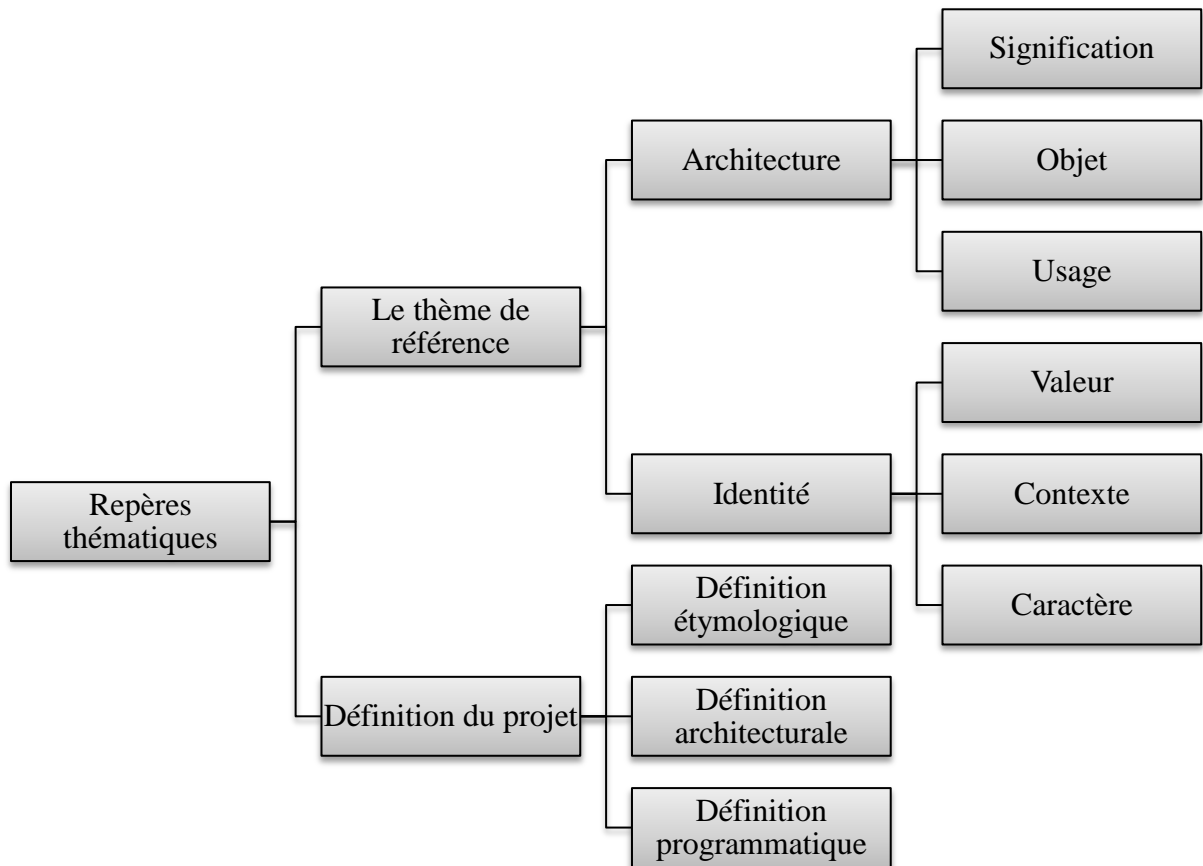 Repères
thématiques
Le thème de
référence
Architecture
Signification
Objet
Usage
Identité
Valeur
Contexte
Caractère
Définition du projet
Définition
étymologique
Définition
architecturale
Définition
programmatique